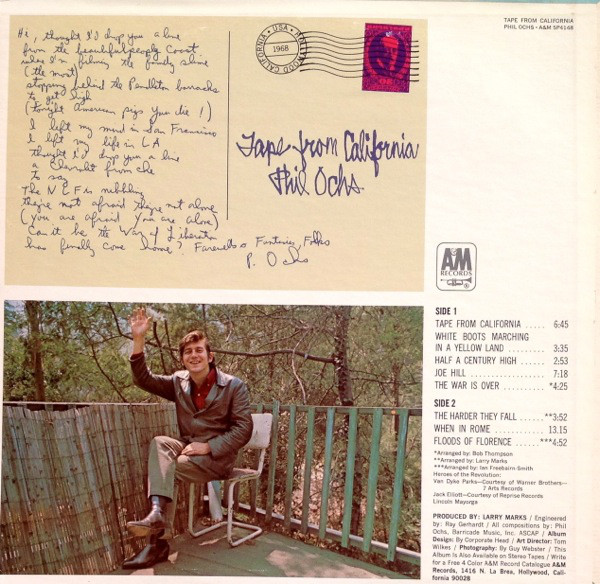 Hi, thought I'd drop you a line
from the beautifulpeople Coast
where I'm filming the family show
(the most)
stopping behind the Pendleton barracks
to get high
(tonight American pigs you die!)
I left my mind in San Francisco
I left my life in LA
thought I'd drop you a line
a Chevrolet from che
to say
The NLF is nibbling
they're not afraid they're not alone
(you are afraid you are alone)
Can it be the War of Liberation
has finally come home? Farewells & Fantasies, Folks
P. Ochs
HOLLYWOOD CALIFORNIA • USA •
1968
Tape from California
Phil Ochs.
TAPE FROM CALIFORNIA
PHIL OCHS • A&M SP4148
A&M
RECORDS
SIDE 1
TAPE FROM CALIFORNIA ..... 6:45
WHITE BOOTS MARCHING
IN A YELLOW LAND .......... 3:35
HALF A CENTURY HIGH ...... 2:53
JOE HILL .................. 7:18
THE WAR IS OVER .......... *4:25
SIDE 2
THE HARDER THEY FALL ..... **3:52
WHEN IN ROME ............ 13.15
FLOODS OF FLORENCE ..... ***4:52
*Arranged by: Bob Thompson
**Arranged by: Larry Marks
***Arranged by: Ian Freebairn-Smith
Heroes of the Revolution:
Van Dyke Parks—Courtesy of Warner Brothers—
7 Arts Records
Jack Elliott—Courtesy of Reprise Records
Lincoln Mayorga
PRODUCED BY: LARRY MARKS / Engineered
by: Ray Gerhardt / All compositions by: Phil
Ochs, Barricade Music, Inc. ASCAP / Album
Design: By Corporate Head / Art Director: Tom
Wilkes / Photography: By Guy Webster / This
Album Is Also Available on Stereo Tapes / Write
for a Free 4 Color A&M Record Catalogue A&M
Records, 1416 N. La Brea, Hollywood, Cali-
fornia 90028